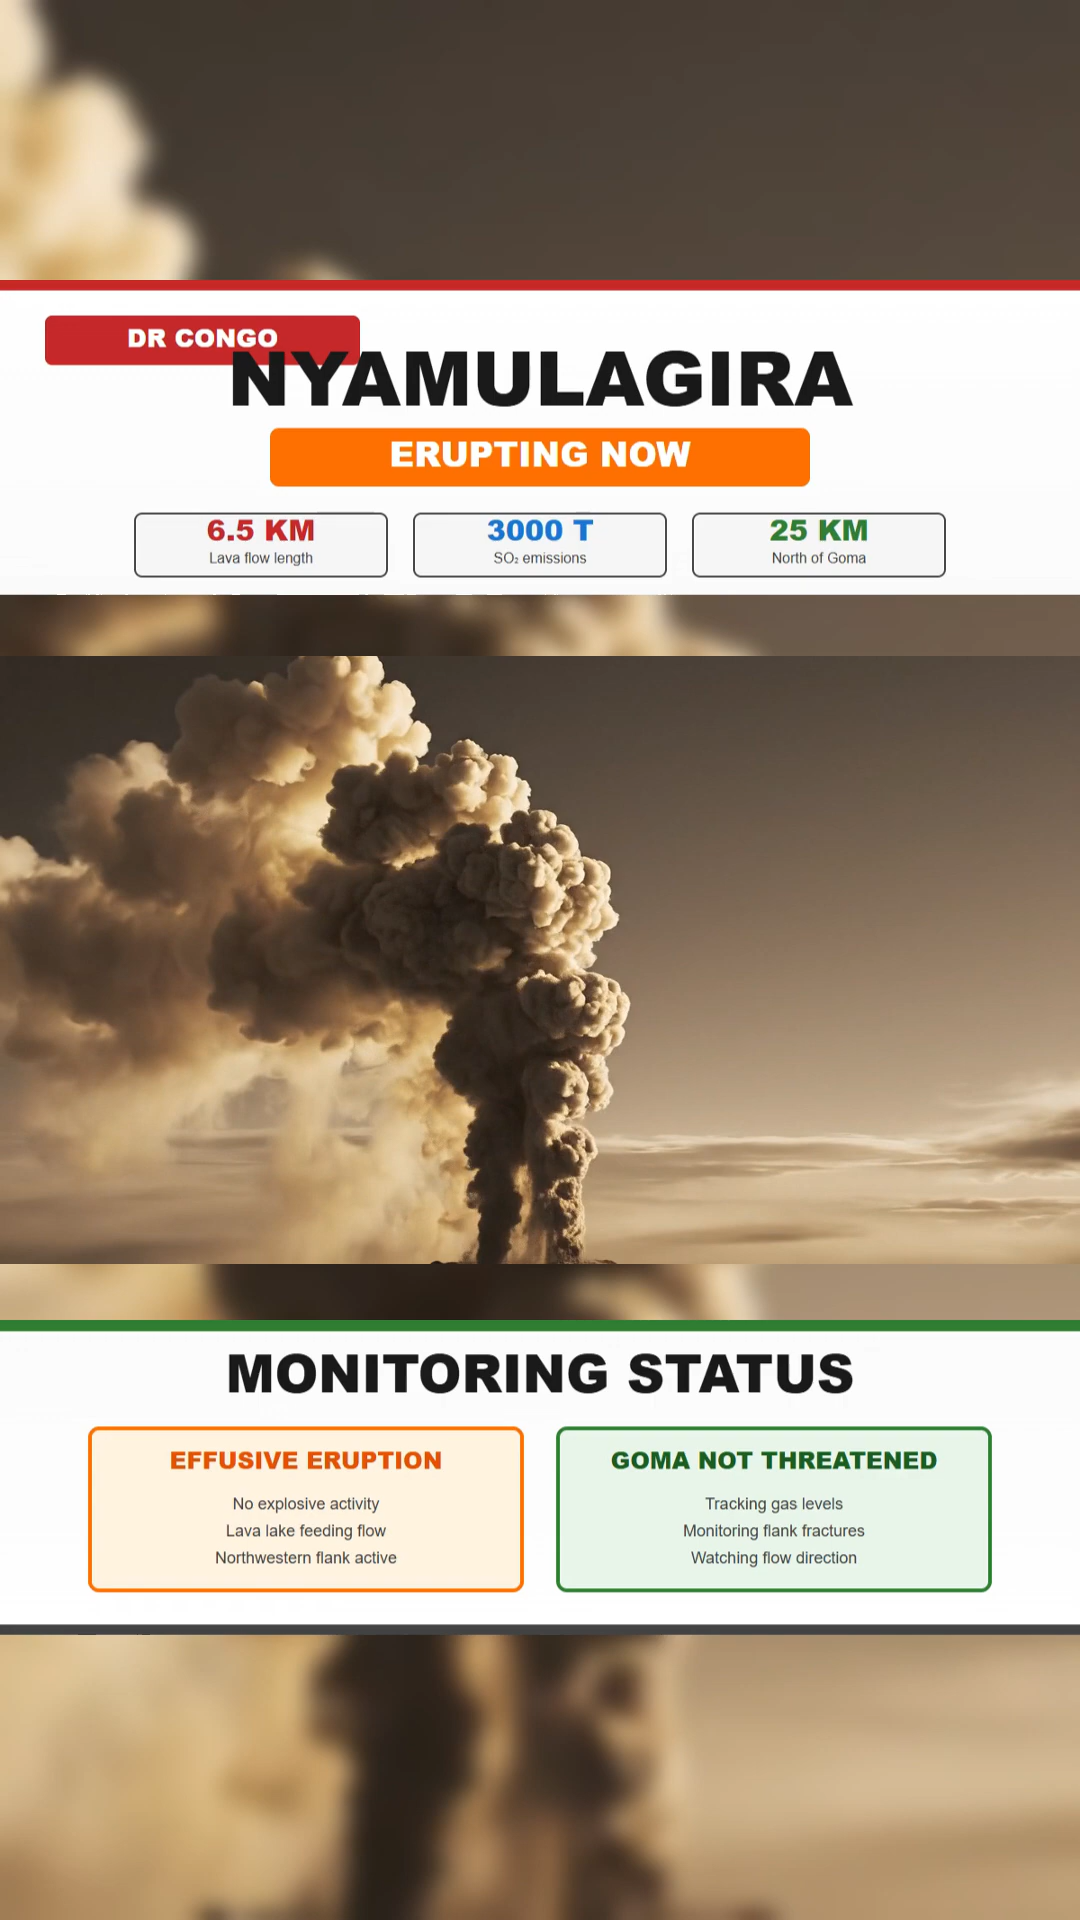 DR CONGO
NYAMULAGIRA
ERUPTING NOW
6.5 KM
Lava flow length
3000 T
SO₂ emissions
25 KM
North of Goma
MONITORING STATUS
EFFUSIVE ERUPTION
No explosive activity
Lava lake feeding flow
Northwestern flank active
GOMA NOT THREATENED
Tracking gas levels
Monitoring flank fractures
Watching flow direction